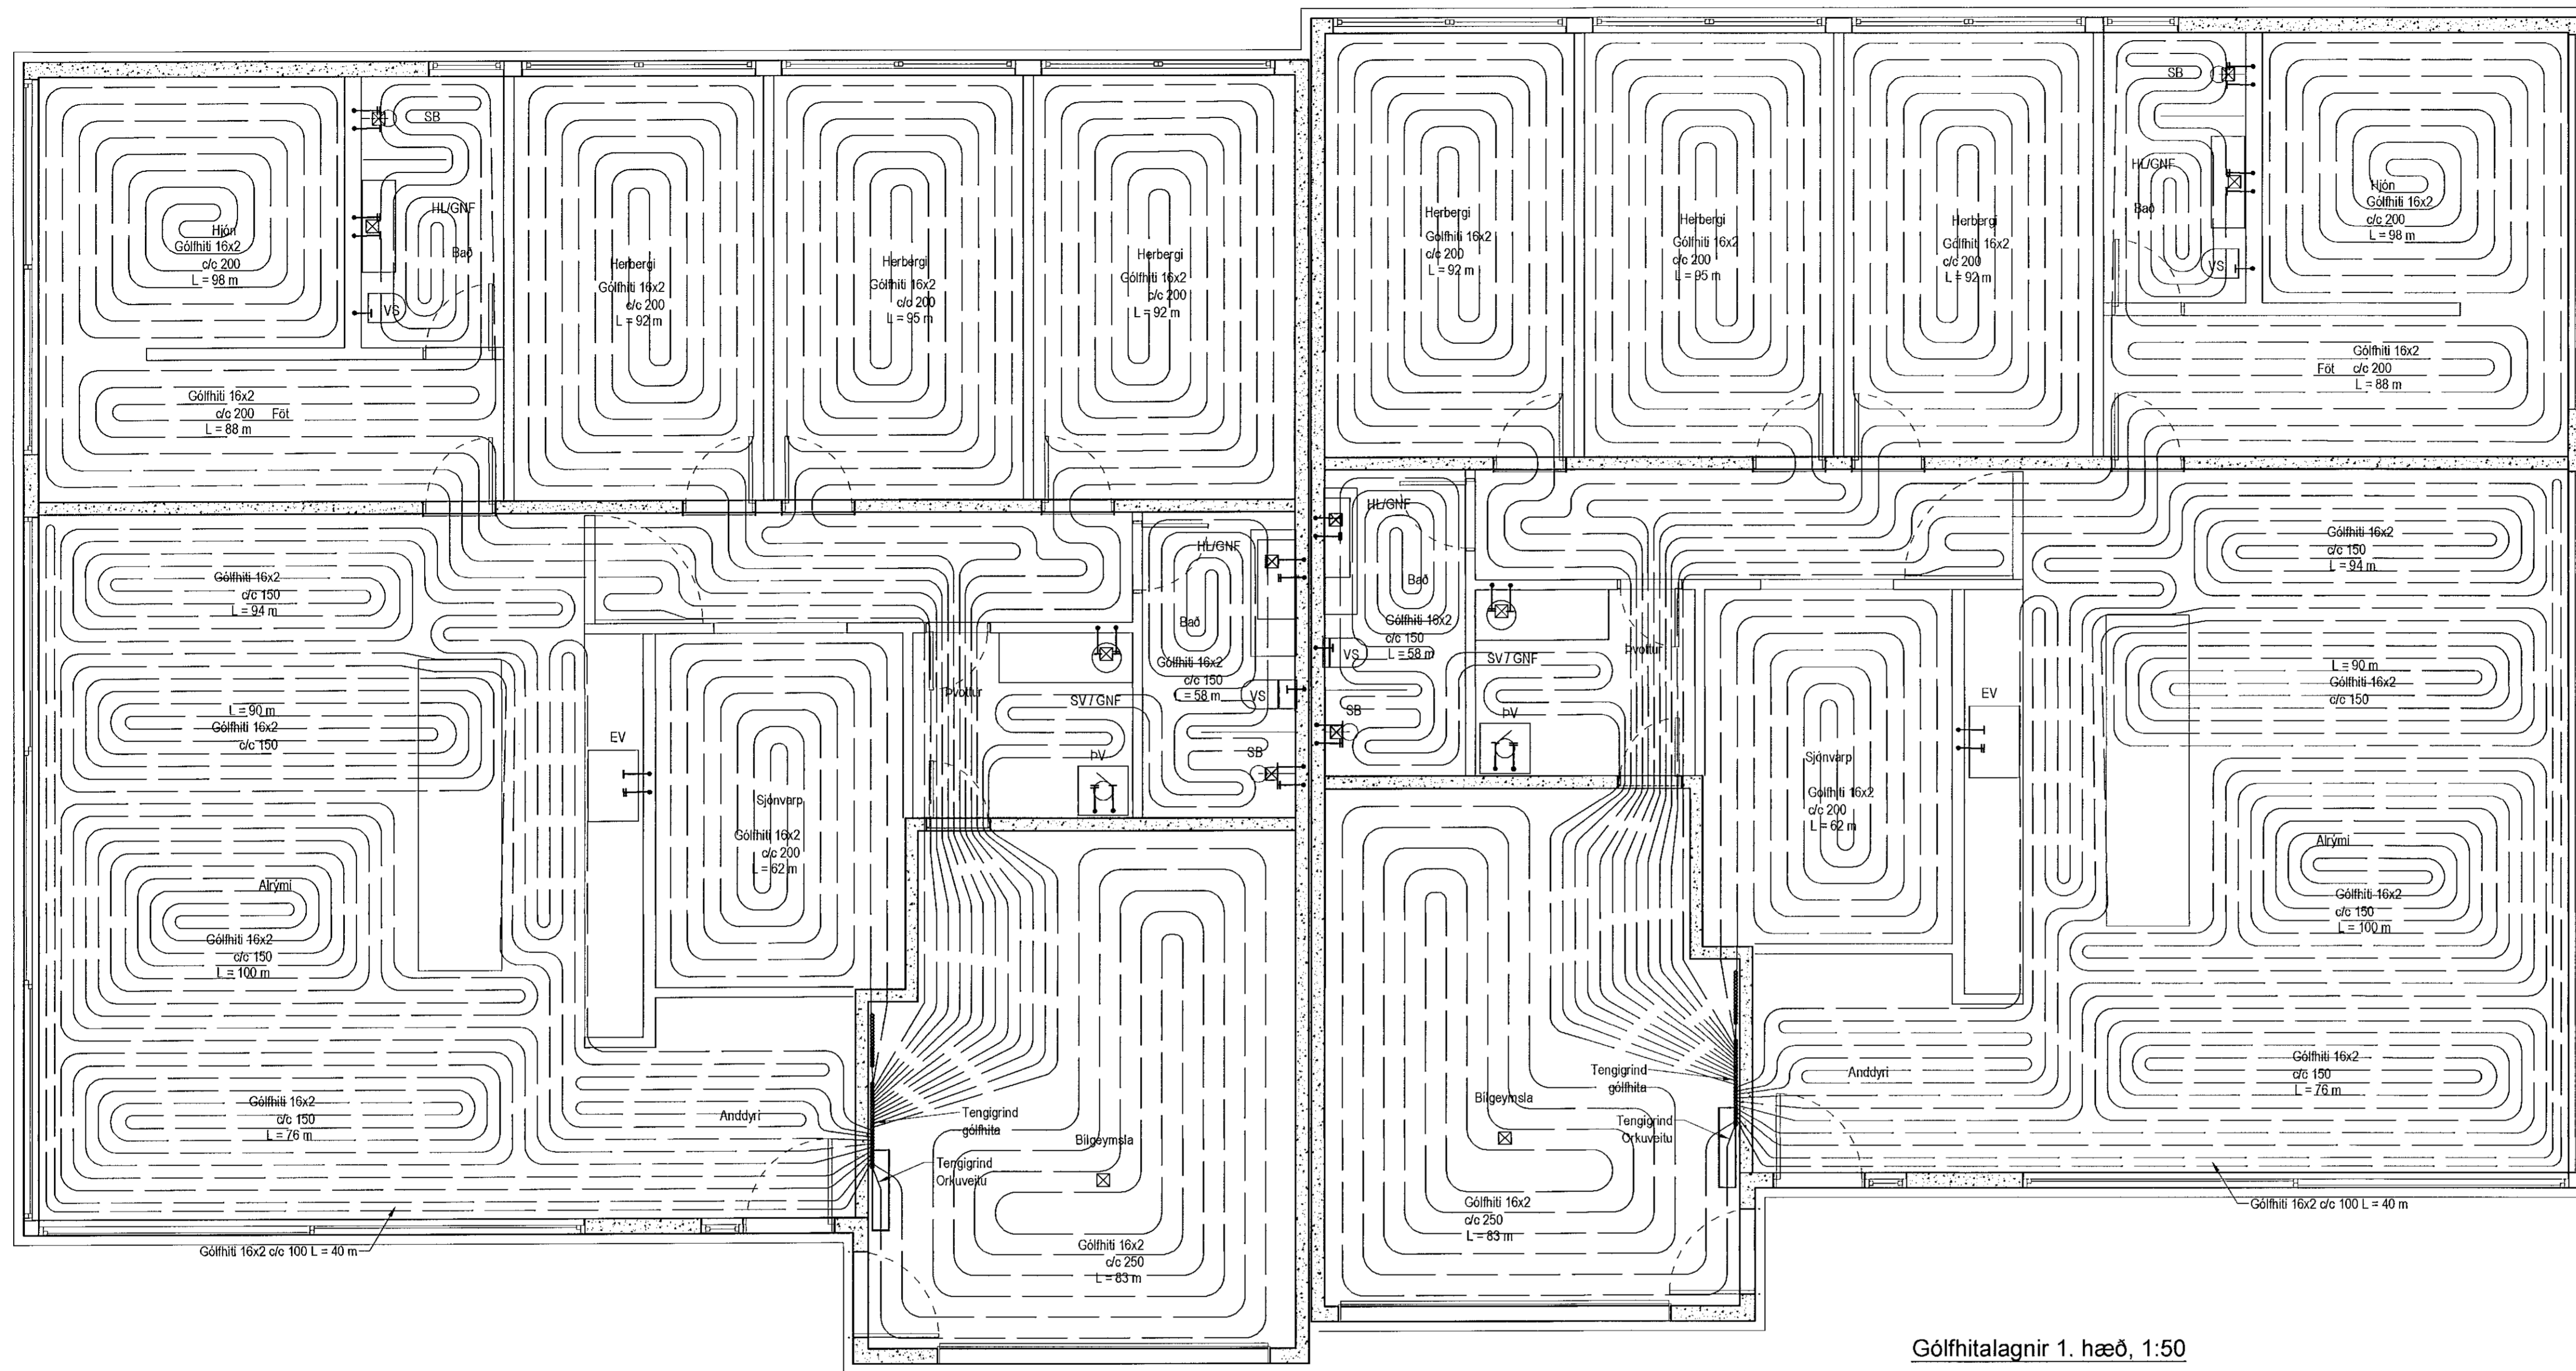 SB
HL/GNF
Bað
VS
Hjón
Gólfhiti 16x2
c/c 200
L = 98 m
Gólfhiti 16x2
c/c 200 Föt
L = 88 m
Herbergi
Gólfhiti 16x2
c/c 200
L = 92 m
Herbergi
Gólfhiti 16x2
c/c 200
L = 95 m
Herbergi
Gólfhiti 16x2
c/c 200
L = 92 m
Gólfhiti 16x2
c/c 150
L = 94 m
L = 90 m
Gólfhiti 16x2
c/c 150
Alrými
Gólfhiti 16x2
c/c 150
L = 100 m
Gólfhiti 16x2
c/c 150
L = 76 m
Gólfhiti 16x2 c/c 100 L = 40 m
EV
Sjónvarp
Gólfhiti 16x2
c/c 200
L = 62 m
Anddyri
Þvottur
SV / GNF
ÞV
HL/GNF
Bað
Gólfhiti 16x2
c/c 150
L = 58 m
VS
SB
Tengigrind
gólfhita
Tengigrind
Orkuveitu
Bílgeymsla
Gólfhiti 16x2
c/c 250
L = 83 m
Herbergi
Gólfhiti 16x2
c/c 200
L = 92 m
Herbergi
Gólfhiti 16x2
c/c 200
L = 95 m
Herbergi
Gólfhiti 16x2
c/c 200
L = 92 m
SB
HL/GNF
Bað
VS
Hjón
Gólfhiti 16x2
c/c 200
L = 98 m
Gólfhiti 16x2
Föt c/c 200
L = 88 m
HL/GNF
Bað
Gólfhiti 16x2
c/c 150
L = 58 m
VS
SB
SV / GNF
ÞV
Þvottur
Sjónvarp
Gólfhiti 16x2
c/c 200
L = 62 m
EV
Gólfhiti 16x2
c/c 150
L = 94 m
L = 90 m
Gólfhiti 16x2
c/c 150
Alrými
Gólfhiti 16x2
c/c 150
L = 100 m
Gólfhiti 16x2
c/c 150
L = 76 m
Anddyri
Tengigrind
gólfhita
Tengigrind
Orkuveitu
Bílgeymsla
Gólfhiti 16x2
c/c 250
L = 83 m
Gólfhiti 16x2 c/c 100 L = 40 m
Gólfhitalagnir 1. hæð, 1:50